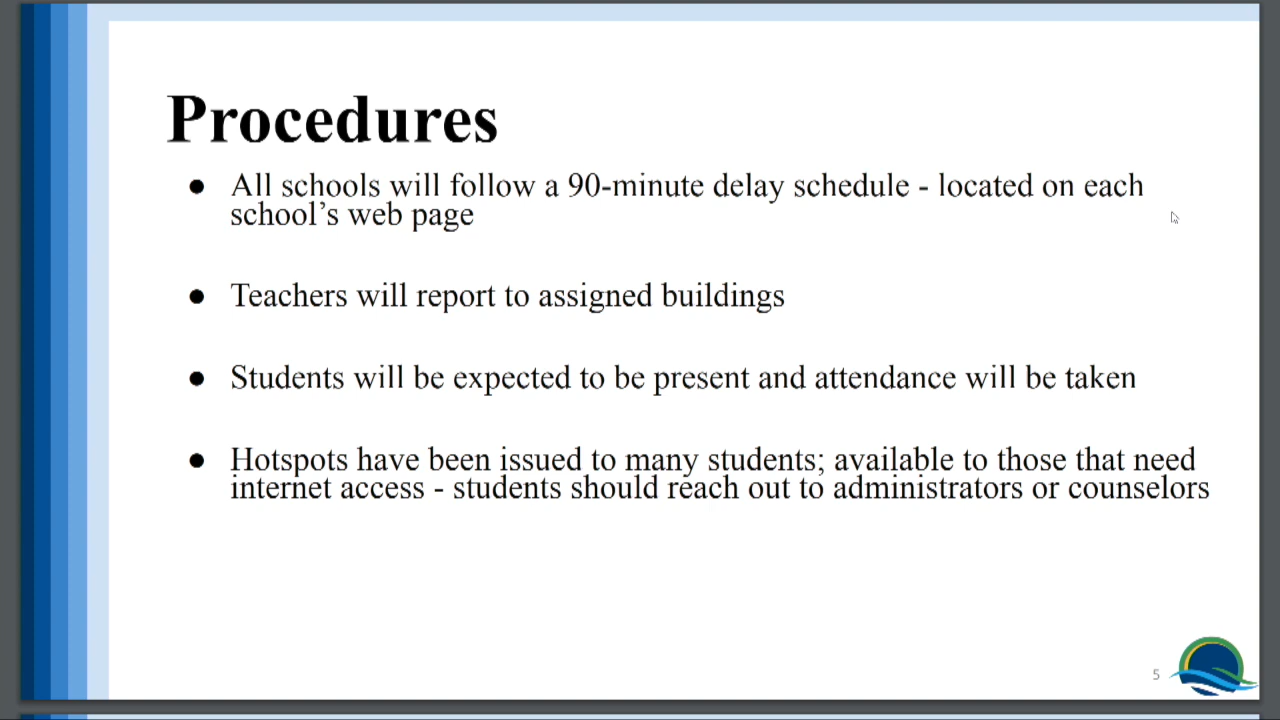 Procedures
● All schools will follow a 90-minute delay schedule - located on each
school’s web page
● Teachers will report to assigned buildings
● Students will be expected to be present and attendance will be taken
● Hotspots have been issued to many students; available to those that need
internet access - students should reach out to administrators or counselors
5